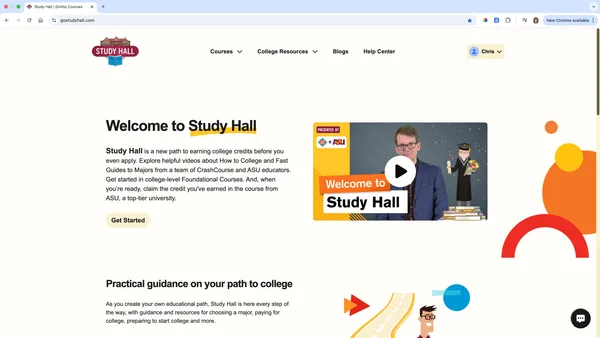 Study Hall | Online Courses
gostudyhall.com
New Chrome available
STUDY HALL
Courses
College Resources
Blogs
Help Center
Chris
Welcome to Study Hall
Study Hall is a new path to earning college credits before you
even apply. Explore helpful videos about How to College and Fast
Guides to Majors from a team of CrashCourse and ASU educators.
Get started in college-level Foundational Courses. And, when
you're ready, claim the credit you've earned in the course from
ASU, a top-tier university.
Get Started
PRESENTED BY
ASU
Welcome to
Study Hall
Practical guidance on your path to college
As you create your own educational path, Study Hall is here every step of
the way, with guidance and resources for choosing a major, paying for
college, preparing to start college and more.